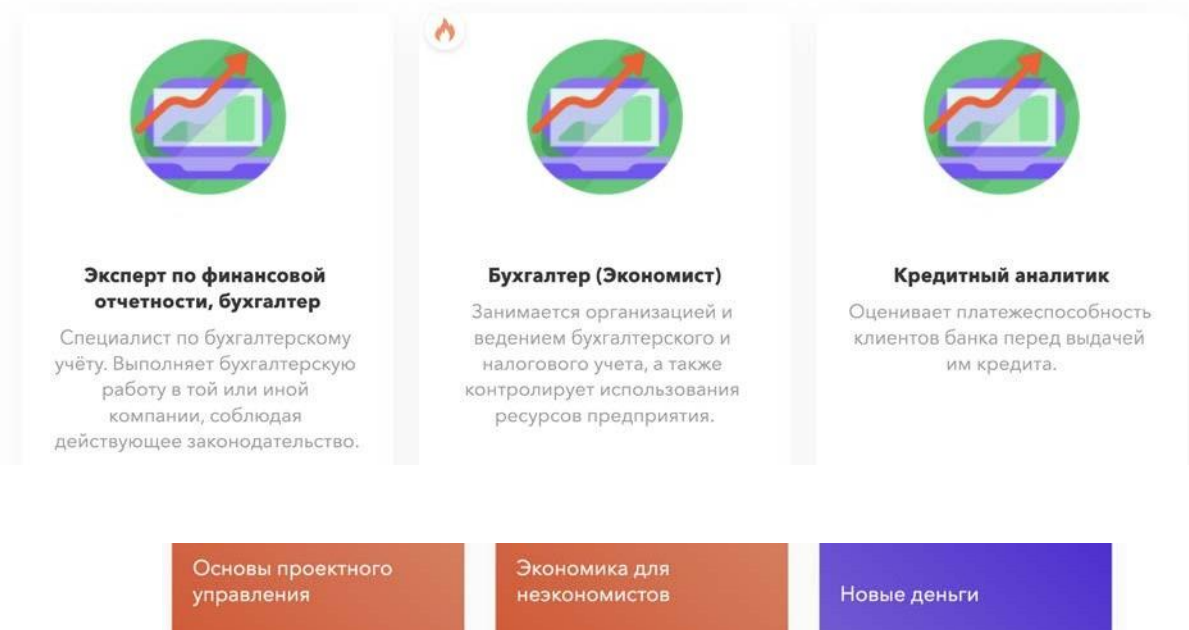 Эксперт по финансовой
отчетности, бухгалтер
Специалист по бухгалтерскому
учёту. Выполняет бухгалтерскую
работу в той или иной
компании, соблюдая
действующее законодательство.
Бухгалтер (Экономист)
Занимается организацией и
ведением бухгалтерского и
налогового учета, а также
контролирует использования
ресурсов предприятия.
Кредитный аналитик
Оценивает платежеспособность
клиентов банка перед выдачей
им кредита.
Основы проектного
управления
Экономика для
неэкономистов
Новые деньги